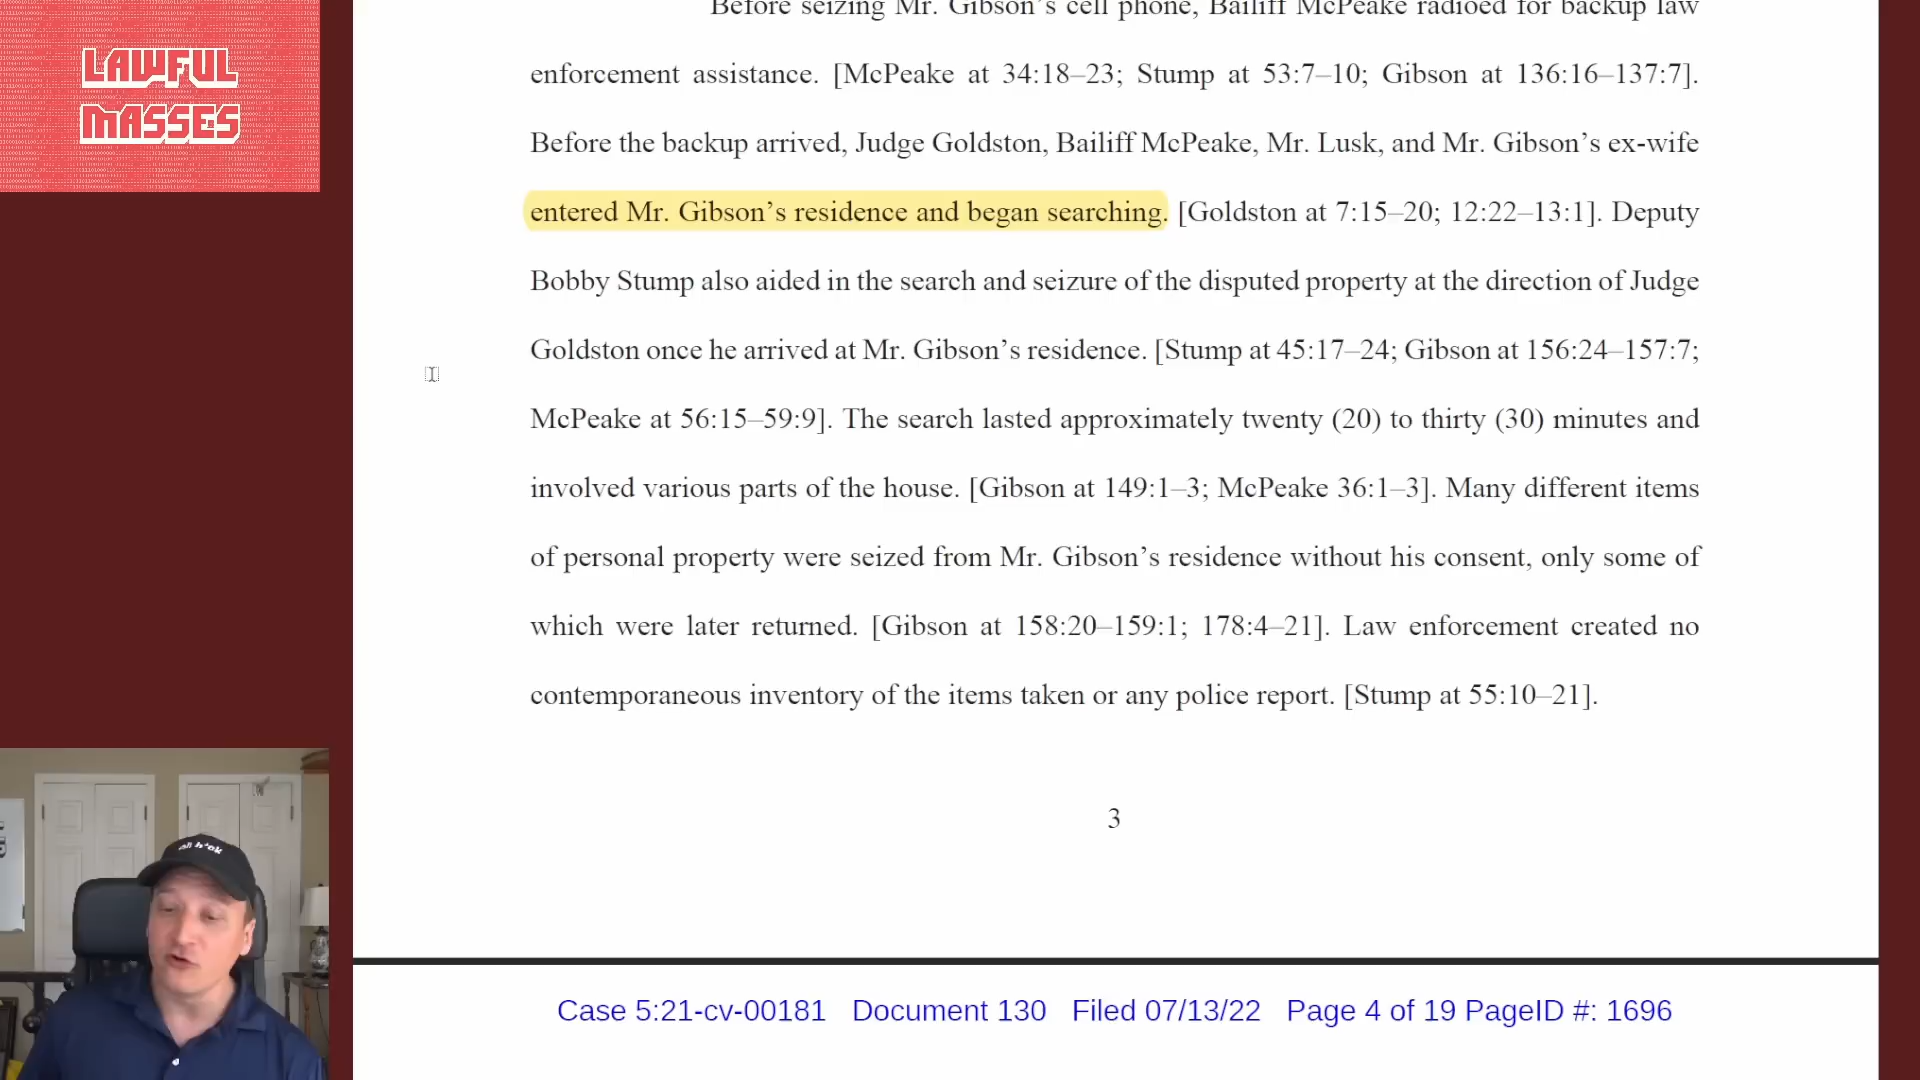 LAWFUL
MASSES
Before seizing Mr. Gibson's cell phone, Bailiff McPeake radioed for backup law
enforcement assistance. [McPeake at 34:18–23; Stump at 53:7–10; Gibson at 136:16–137:7].
Before the backup arrived, Judge Goldston, Bailiff McPeake, Mr. Lusk, and Mr. Gibson's ex-wife
entered Mr. Gibson's residence and began searching. [Goldston at 7:15–20; 12:22–13:1]. Deputy
Bobby Stump also aided in the search and seizure of the disputed property at the direction of Judge
Goldston once he arrived at Mr. Gibson's residence. [Stump at 45:17–24; Gibson at 156:24–157:7;
McPeake at 56:15–59:9]. The search lasted approximately twenty (20) to thirty (30) minutes and
involved various parts of the house. [Gibson at 149:1–3; McPeake 36:1–3]. Many different items
of personal property were seized from Mr. Gibson's residence without his consent, only some of
which were later returned. [Gibson at 158:20–159:1; 178:4–21]. Law enforcement created no
contemporaneous inventory of the items taken or any police report. [Stump at 55:10–21].
3
Case 5:21-cv-00181 Document 130 Filed 07/13/22 Page 4 of 19 PageID #: 1696